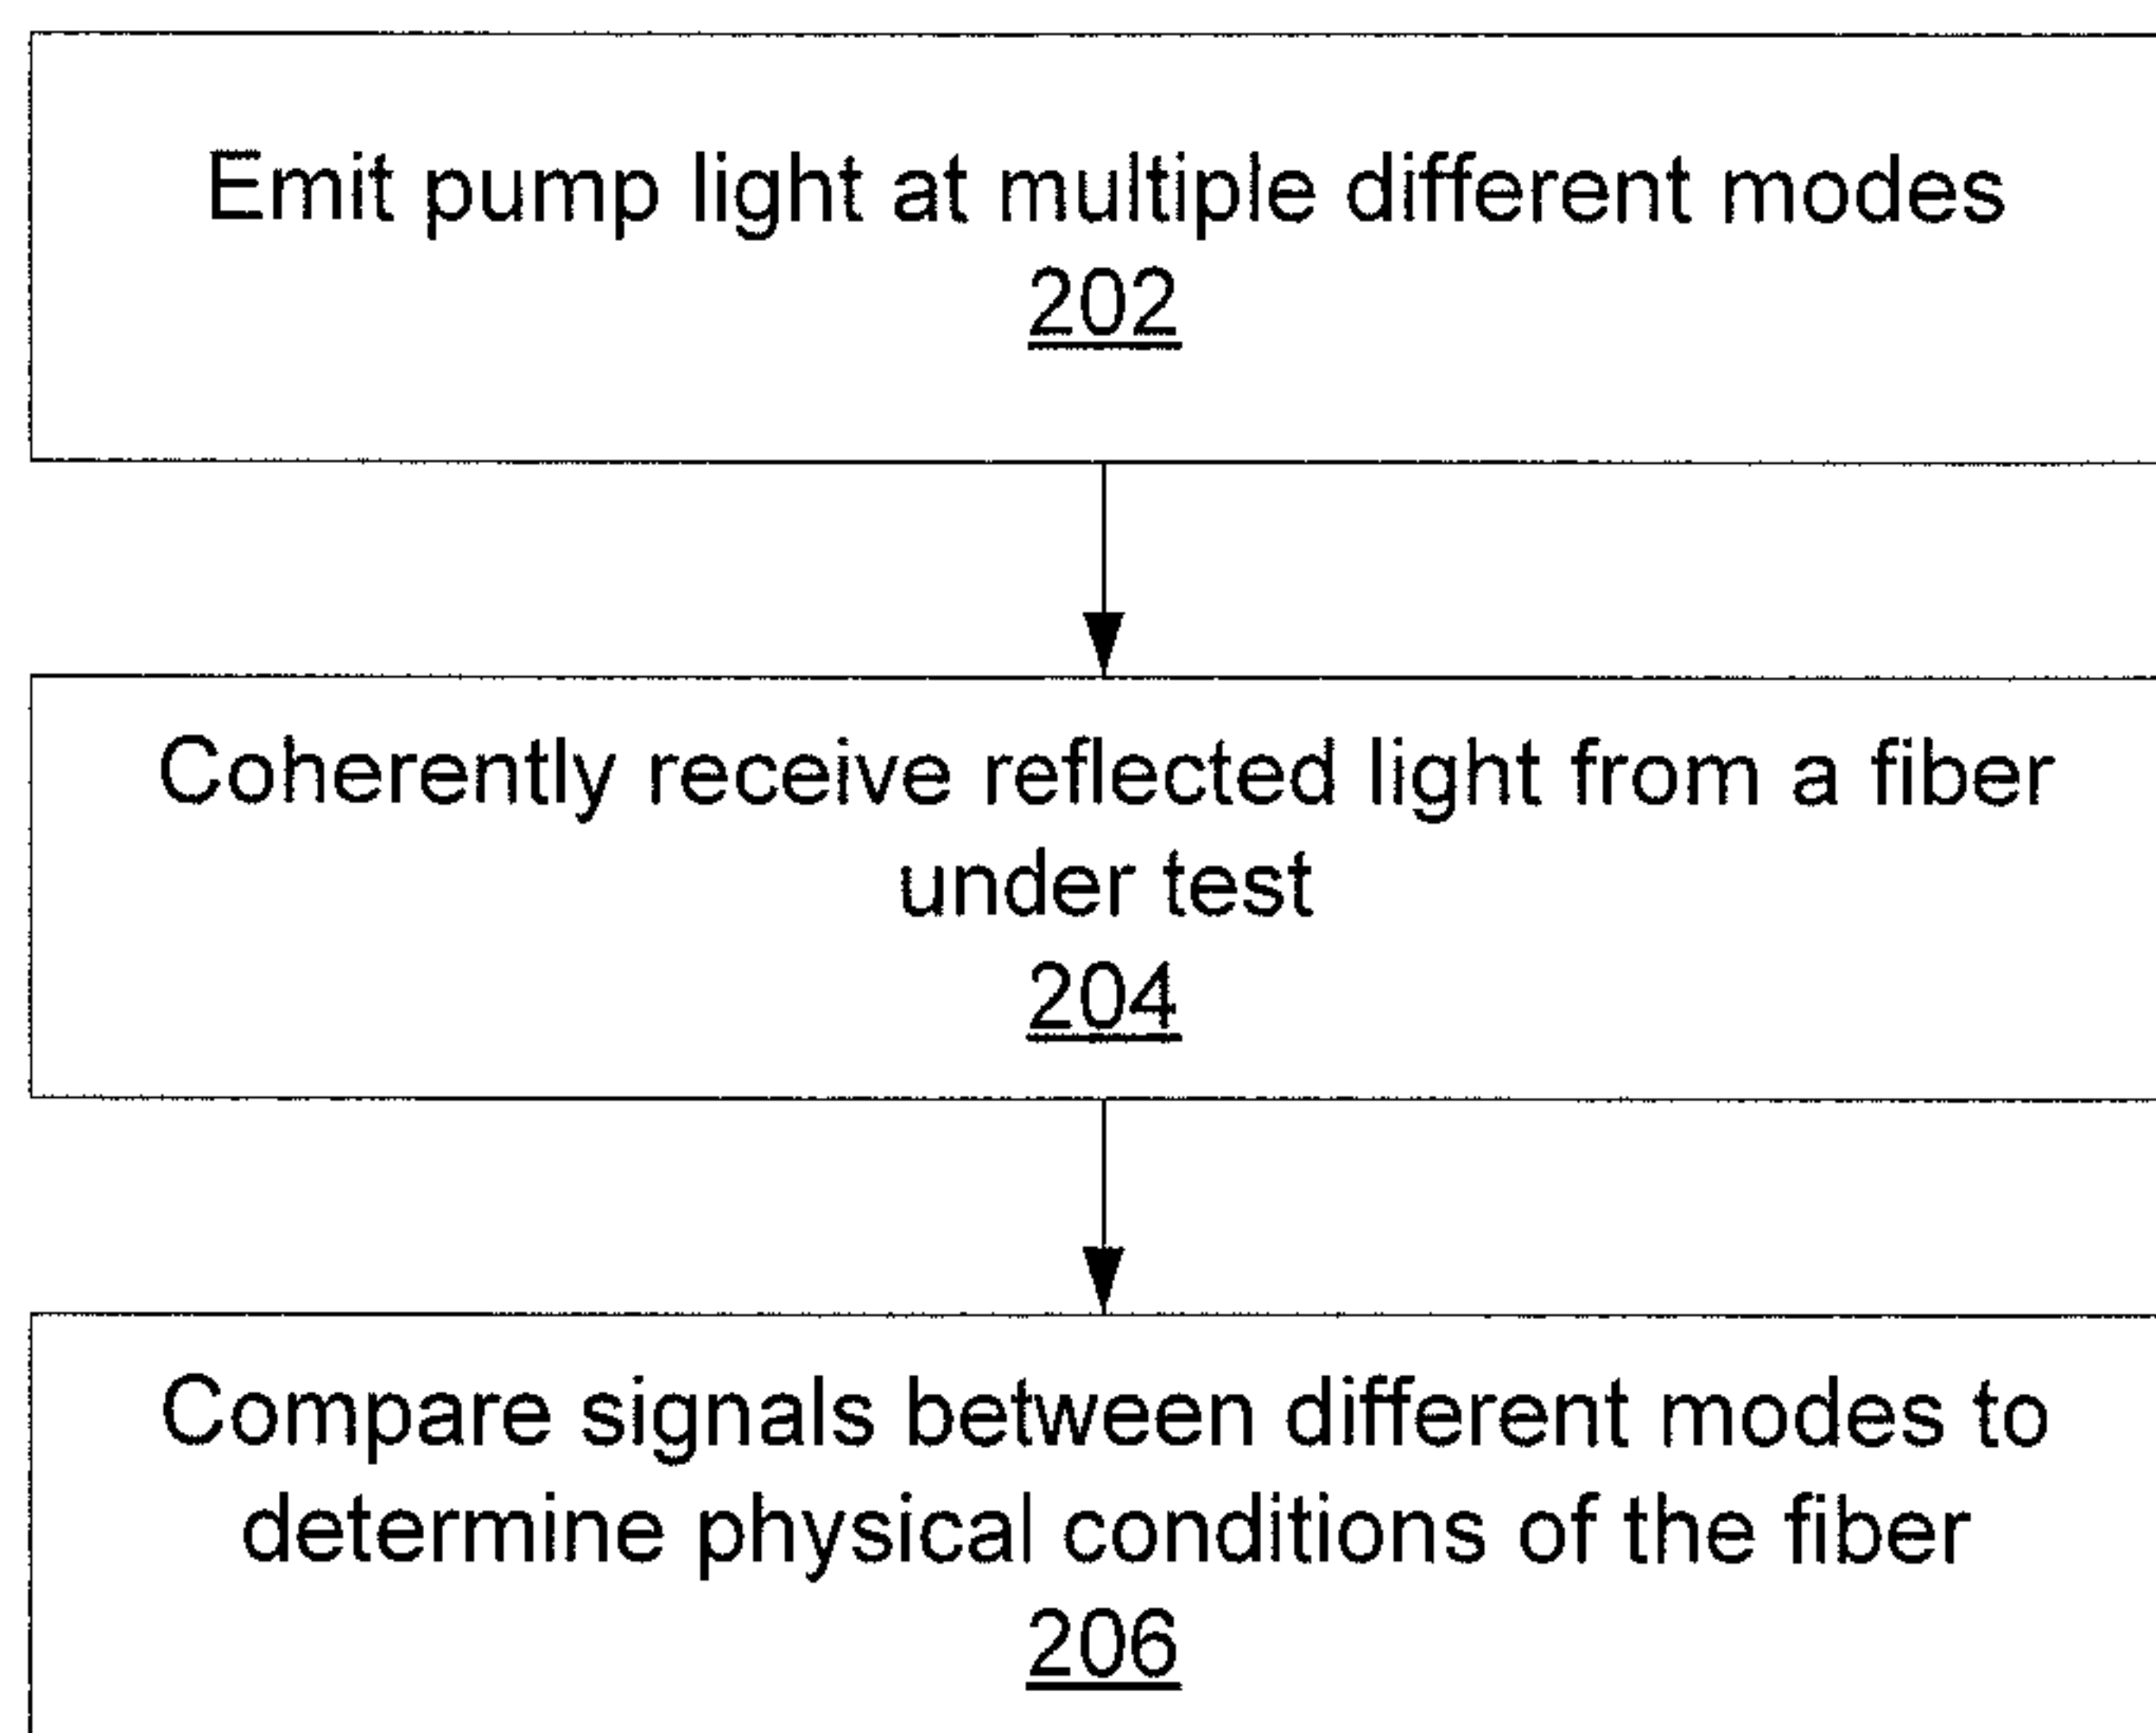 Emit pump light at multiple different modes
202
Coherently receive reflected light from a fiber
under test
204
Compare signals between different modes to
determine physical conditions of the fiber
206